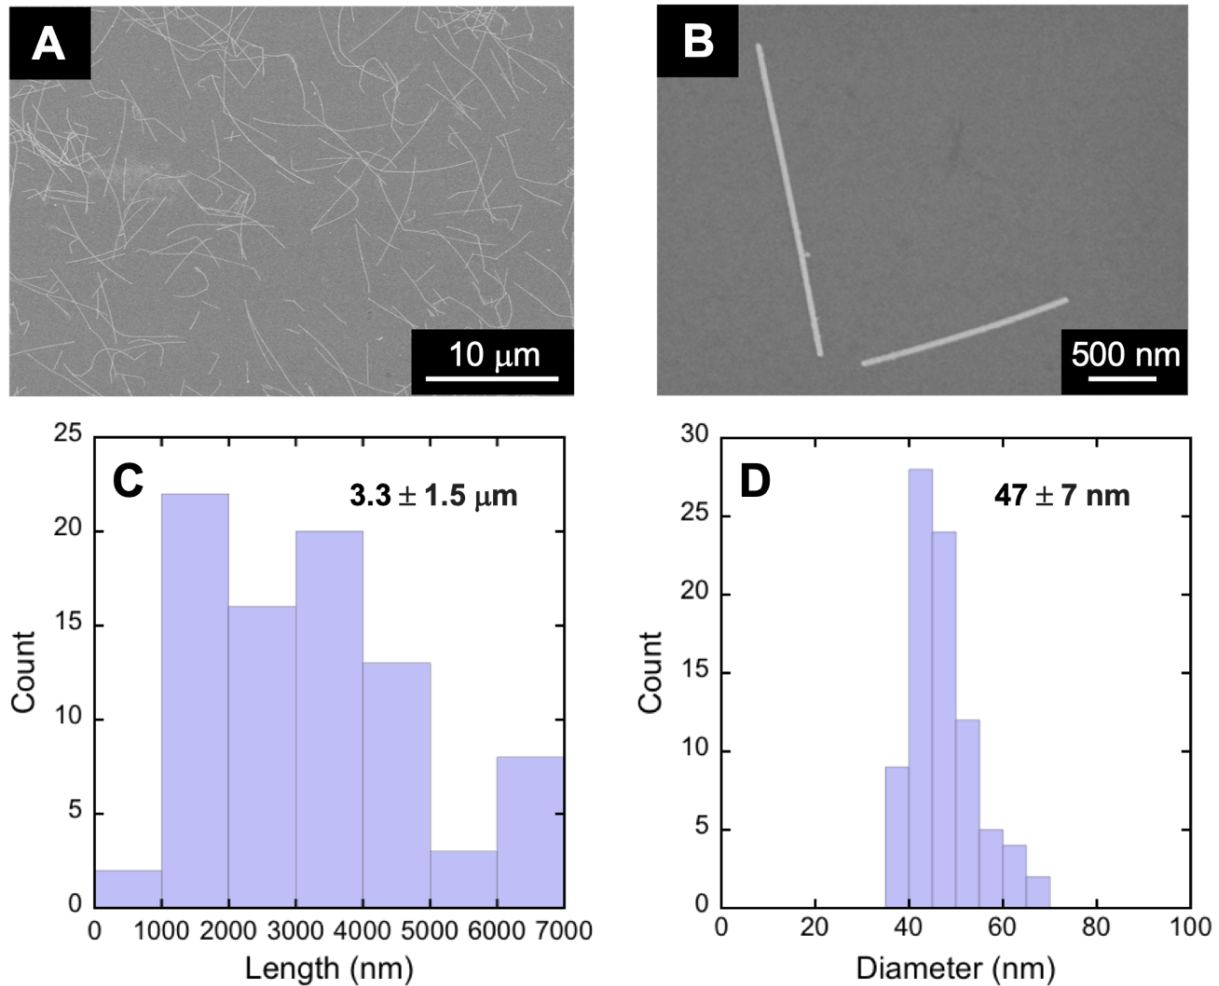 A
10 μm
B
500 nm
C
3.3 ± 1.5 μm
25
20
15
10
5
0
Count
0 1000 2000 3000 4000 5000 6000 7000
Length (nm)
D
47 ± 7 nm
30
25
20
15
10
5
0
Count
0 20 40 60 80 100
Diameter (nm)